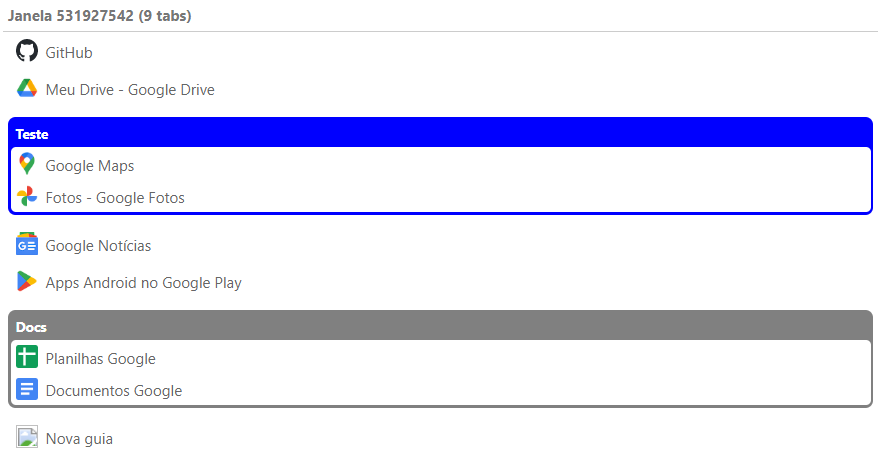 Janela 531927542 (9 tabs)
GitHub
Meu Drive - Google Drive
Teste
Google Maps
Fotos - Google Fotos
Google Notícias
Apps Android no Google Play
Docs
Planilhas Google
Documentos Google
Nova guia